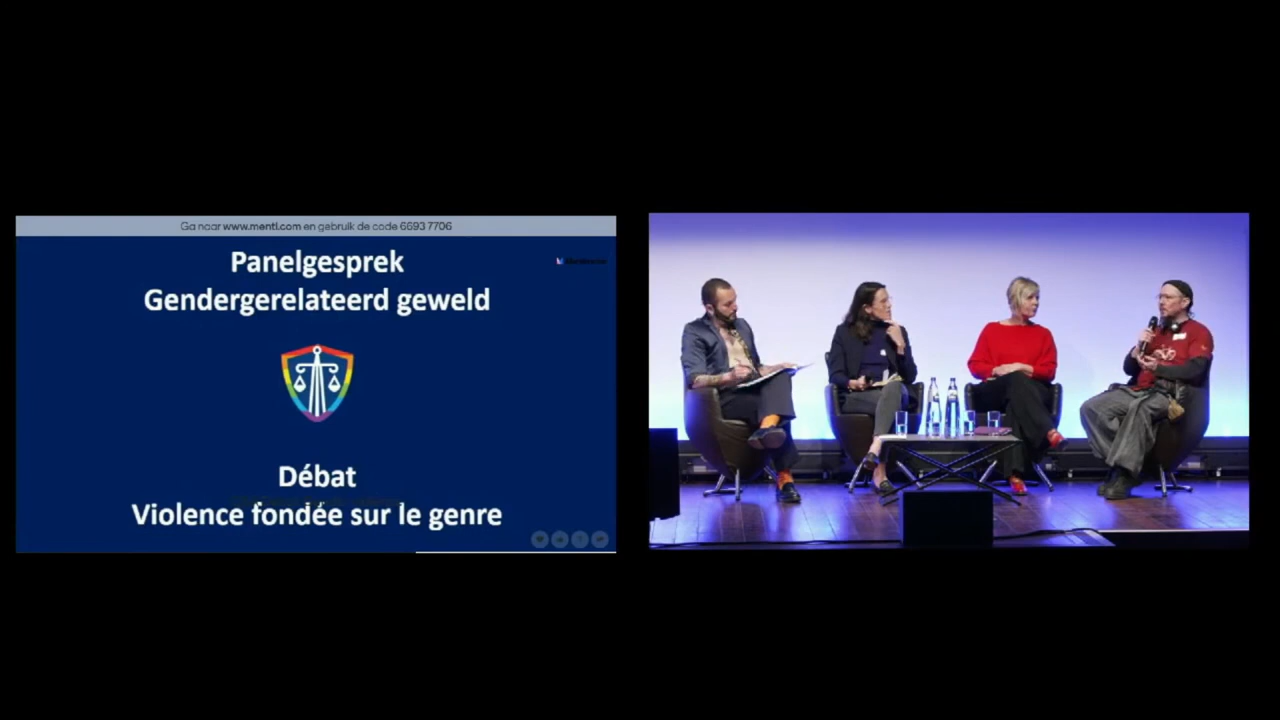 Ga naar www.menti.com en gebruik de code 6693 7706
Panelgesprek
Gendergerelateerd geweld
Débat
Violence fondée sur le genre